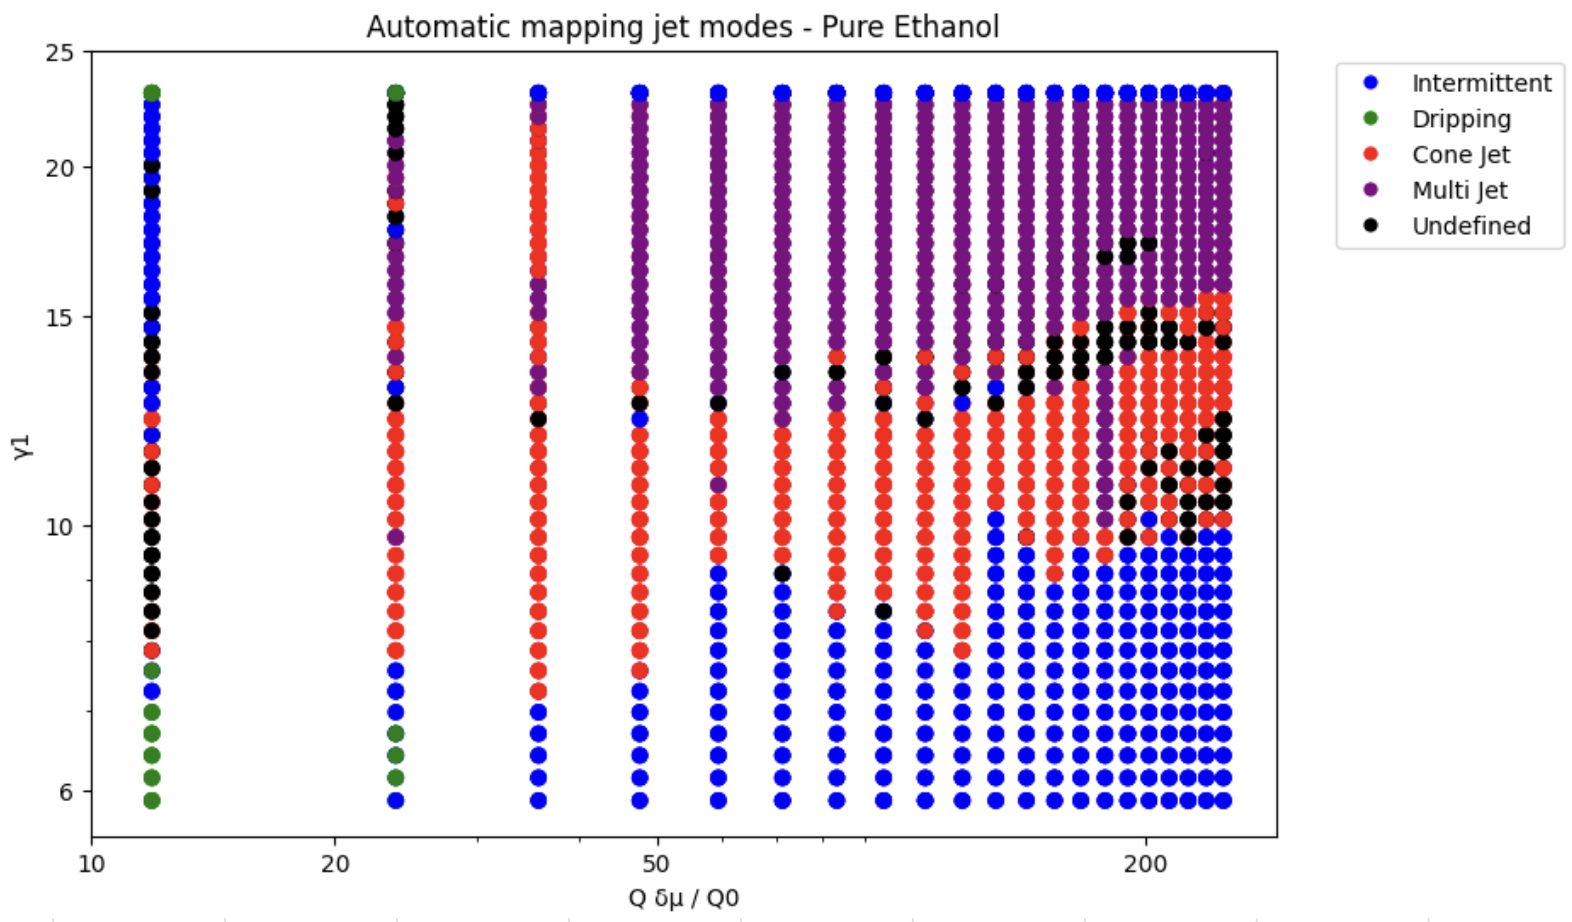 Automatic mapping jet modes - Pure Ethanol
25
20
15
10
6
γ1
10
20
50
200
Q δμ / Q0
Intermittent
Dripping
Cone Jet
Multi Jet
Undefined